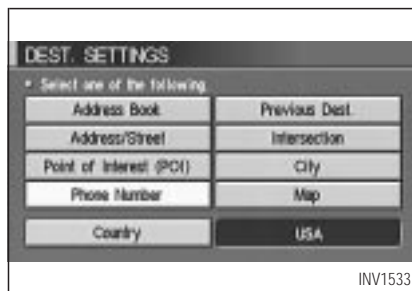 DEST. SETTINGS
• Select one of the following
Address Book Previous Dest.
Address/Street Intersection
Point of Interest (POI) City
Phone Number Map
Country USA
INV1533